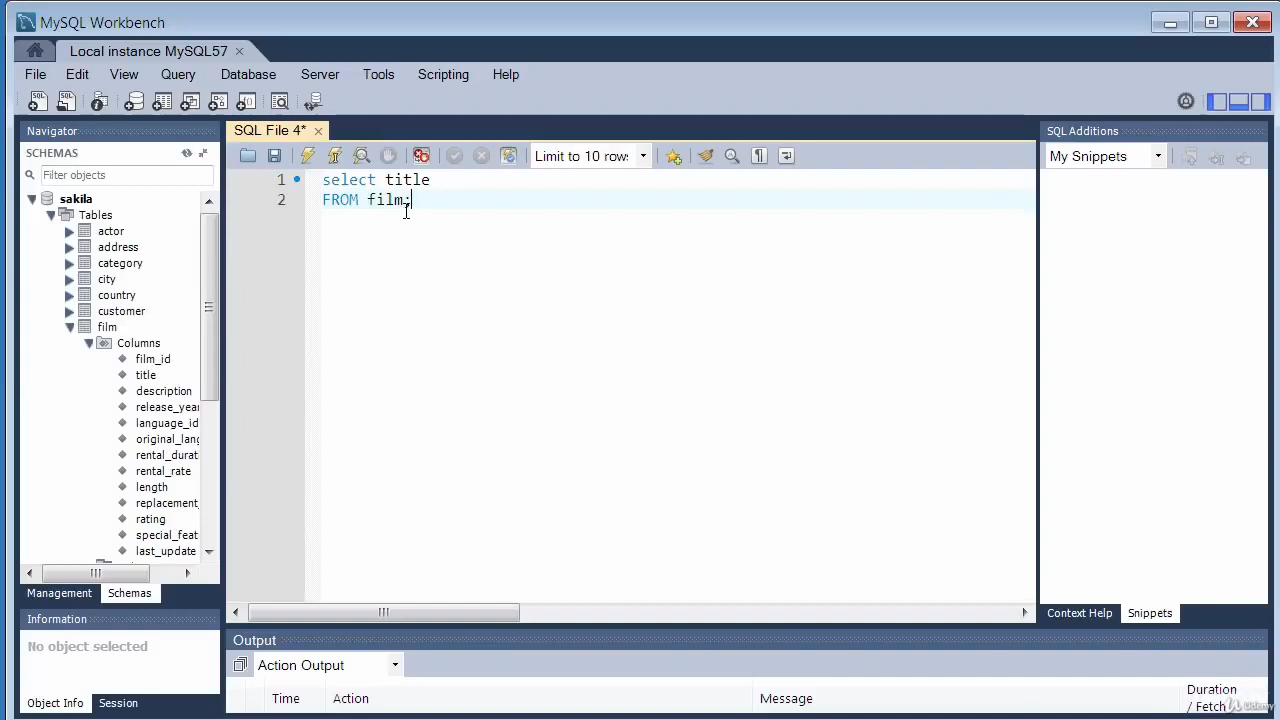 MySQL Workbench
Local instance MySQL57
File Edit View Query Database Server Tools Scripting Help
Navigator
SCHEMAS
Filter objects
sakila
Tables
actor
address
category
city
country
customer
film
Columns
film_id
title
description
release_year
language_id
original_lang
rental_durat
rental_rate
length
replacement_
rating
special_feat
last_update
Management Schemas
Information
No object selected
Object Info Session
SQL File 4*
Limit to 10 rows
1 select title
2 FROM film;
SQL Additions
My Snippets
Context Help Snippets
Output
Action Output
Time Action Message Duration / Fetch
Udemy